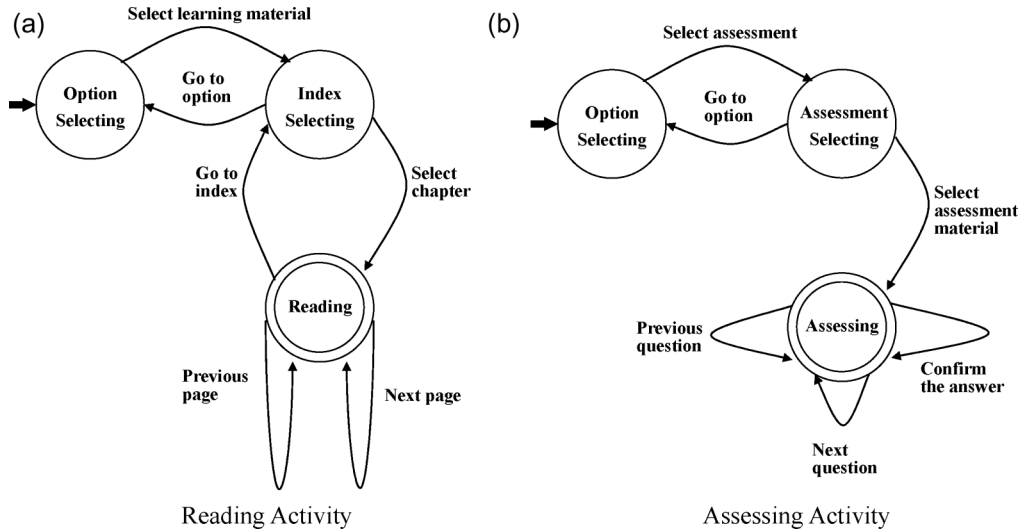 (a)
Select learning material
Option
Selecting
Go to
option
Index
Selecting
Go to
index
Select
chapter
Reading
Previous
page
Next page
Reading Activity
(b)
Select assessment
Option
Selecting
Go to
option
Assessment
Selecting
Select
assessment
material
Previous
question
Assessing
Confirm
the answer
Next
question
Assessing Activity